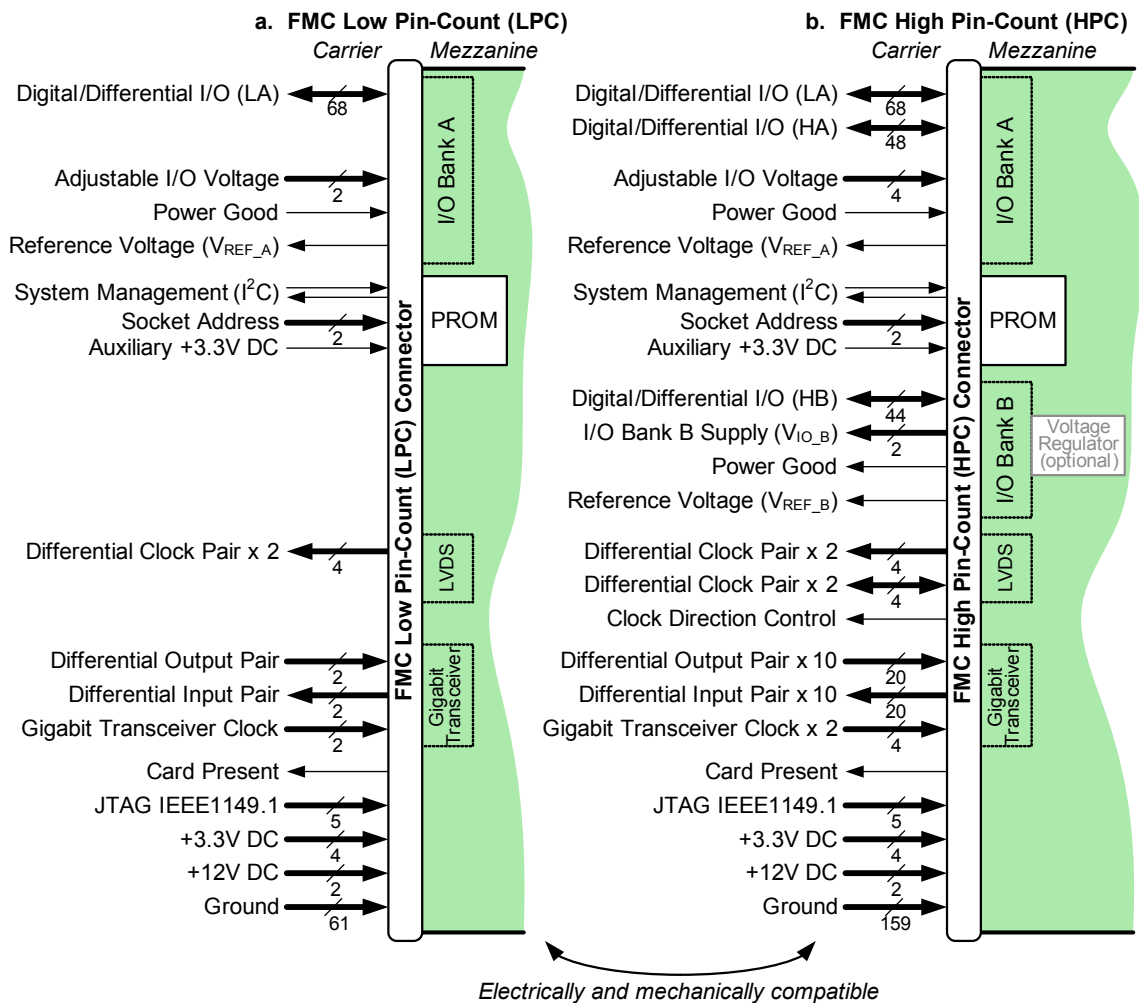 a. FMC Low Pin-Count (LPC)
Carrier Mezzanine
Digital/Differential I/O (LA)
68
Adjustable I/O Voltage
2
Power Good
Reference Voltage (VREF_A)
I/O Bank A
System Management (I²C)
Socket Address
2
Auxiliary +3.3V DC
PROM
Differential Clock Pair x 2
4
LVDS
Differential Output Pair
2
Differential Input Pair
2
Gigabit Transceiver Clock
2
Gigabit
Transceiver
Card Present
JTAG IEEE1149.1
5
+3.3V DC
4
+12V DC
2
Ground
61
FMC Low Pin-Count (LPC) Connector
b. FMC High Pin-Count (HPC)
Carrier Mezzanine
Digital/Differential I/O (LA)
68
Digital/Differential I/O (HA)
48
Adjustable I/O Voltage
4
Power Good
Reference Voltage (VREF_A)
I/O Bank A
System Management (I²C)
Socket Address
2
Auxiliary +3.3V DC
PROM
Digital/Differential I/O (HB)
44
I/O Bank B Supply (VIO_B)
2
Power Good
Reference Voltage (VREF_B)
I/O Bank B
Voltage
Regulator
(optional)
Differential Clock Pair x 2
4
Differential Clock Pair x 2
4
Clock Direction Control
LVDS
Differential Output Pair x 10
20
Differential Input Pair x 10
20
Gigabit Transceiver Clock x 2
4
Gigabit
Transceiver
Card Present
JTAG IEEE1149.1
5
+3.3V DC
4
+12V DC
2
Ground
159
FMC High Pin-Count (HPC) Connector
Electrically and mechanically compatible